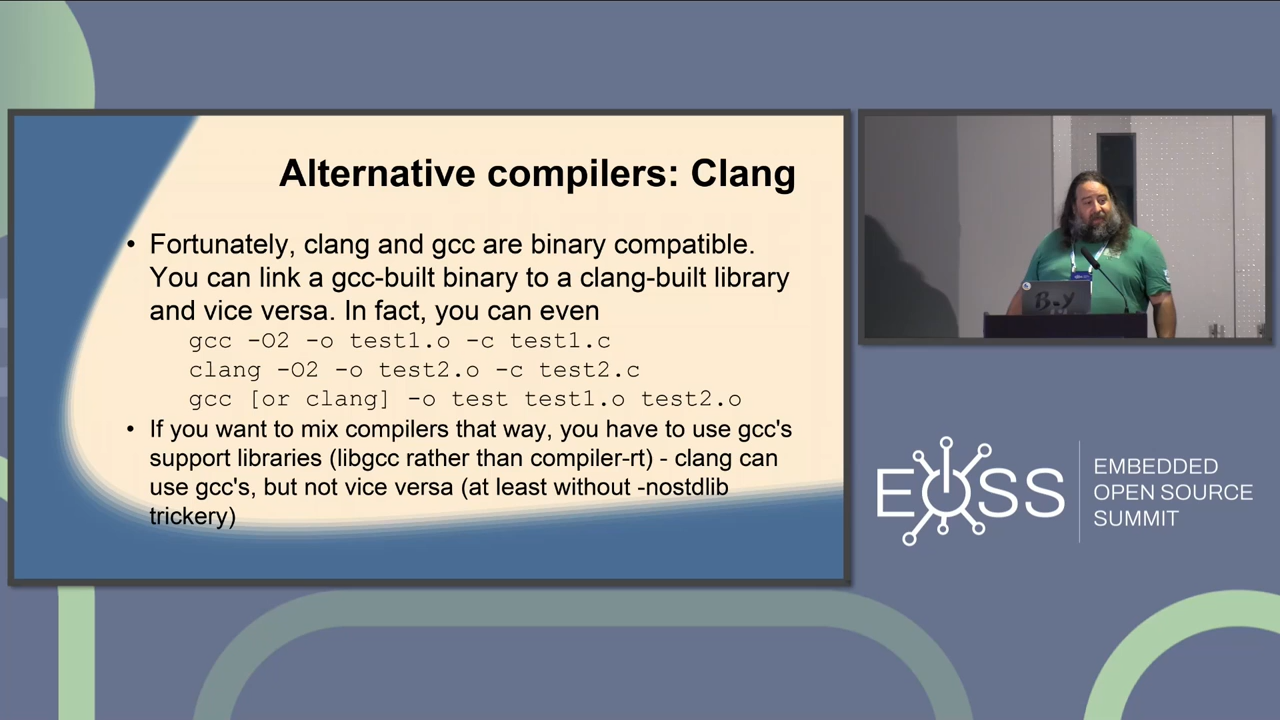 Alternative compilers: Clang
• Fortunately, clang and gcc are binary compatible.
You can link a gcc-built binary to a clang-built library
and vice versa. In fact, you can even
gcc -O2 -o test1.o -c test1.c
clang -O2 -o test2.o -c test2.c
gcc [or clang] -o test test1.o test2.o
• If you want to mix compilers that way, you have to use gcc's
support libraries (libgcc rather than compiler-rt) - clang can
use gcc's, but not vice versa (at least without -nostdlib
trickery)
EOSS
EMBEDDED
OPEN SOURCE
SUMMIT